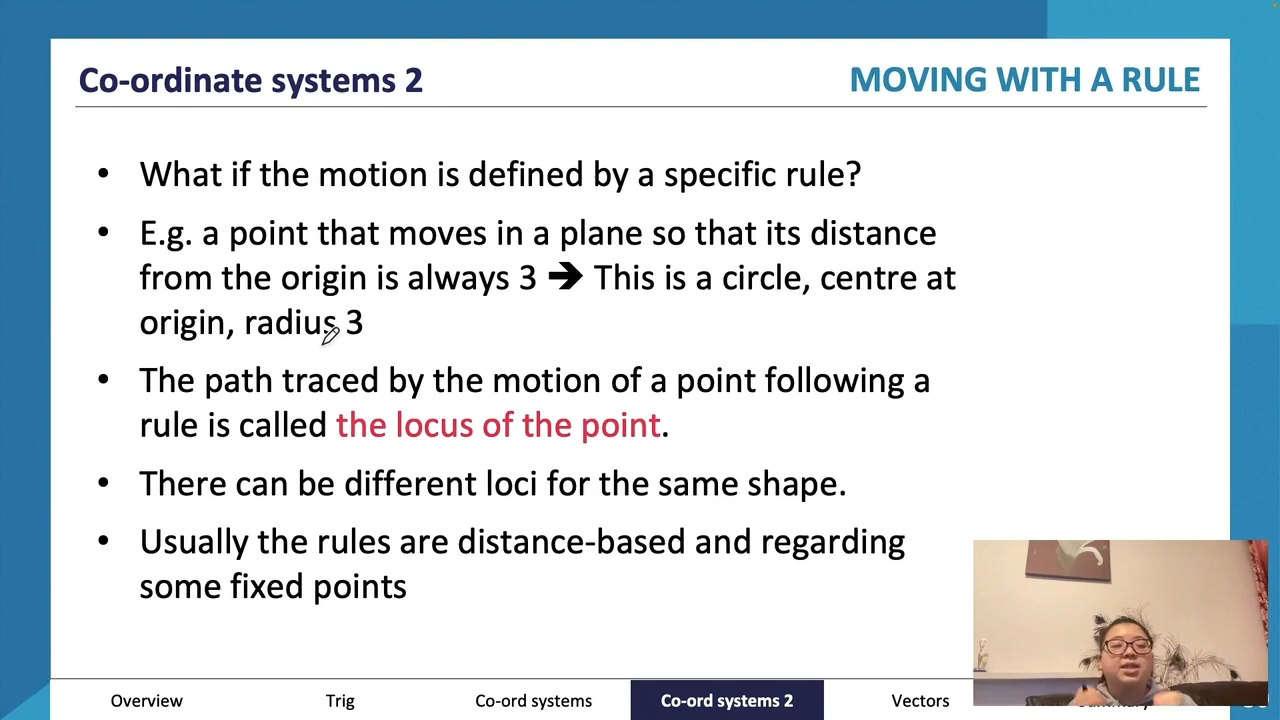 Co-ordinate systems 2
MOVING WITH A RULE
• What if the motion is defined by a specific rule?
• E.g. a point that moves in a plane so that its distance
from the origin is always 3 ➔ This is a circle, centre at
origin, radius 3
• The path traced by the motion of a point following a
rule is called the locus of the point.
• There can be different loci for the same shape.
• Usually the rules are distance-based and regarding
some fixed points
Overview
Trig
Co-ord systems
Co-ord systems 2
Vectors